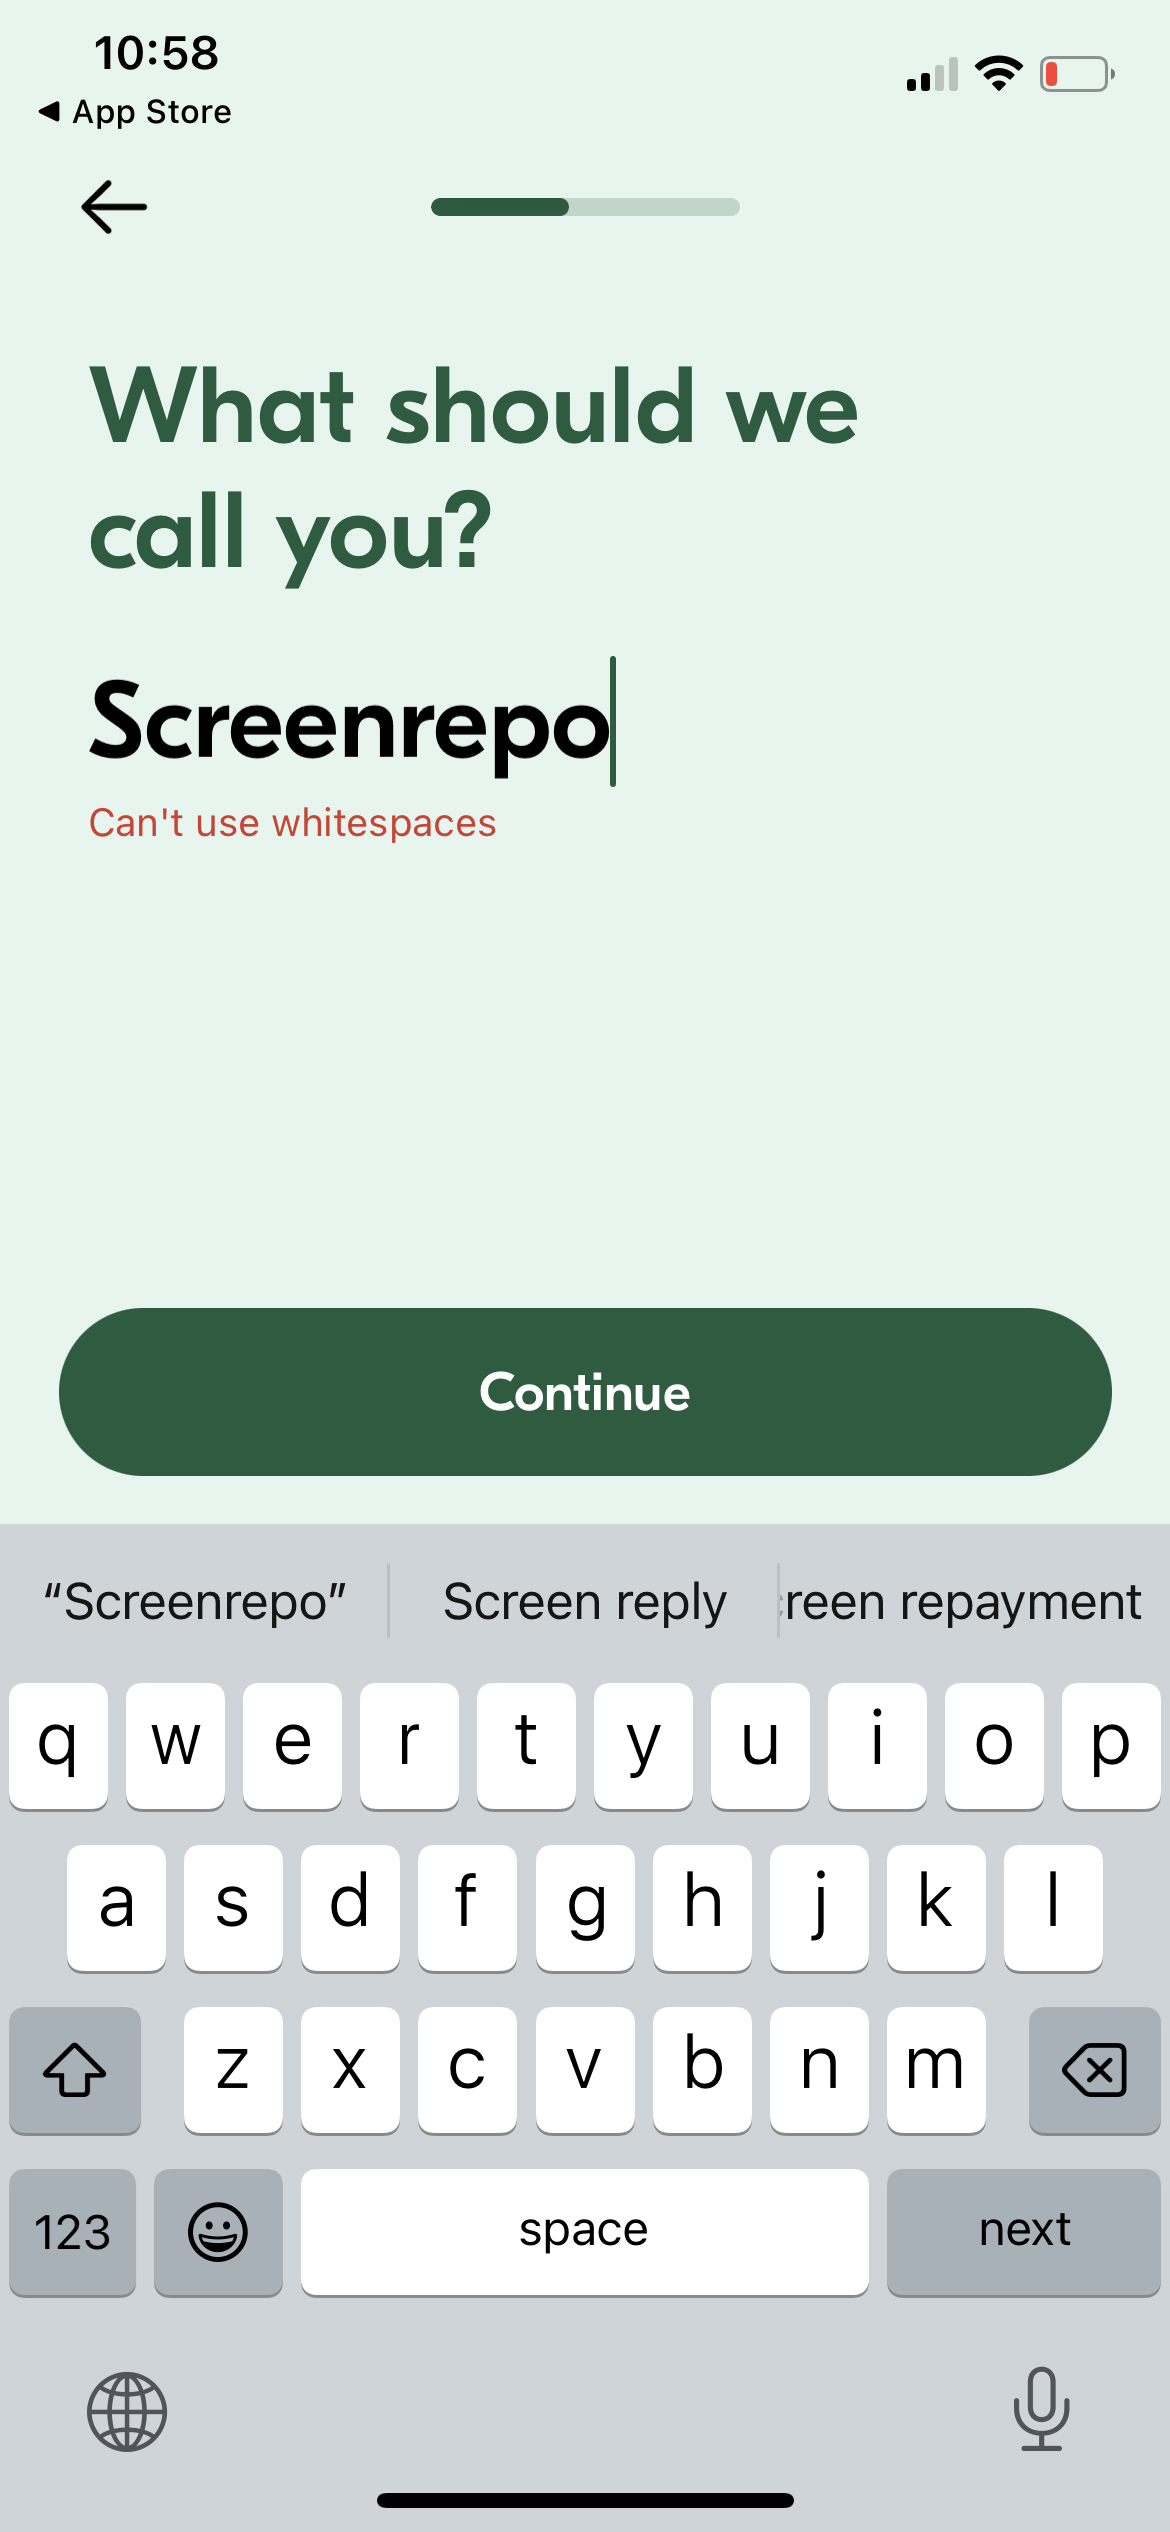 10:58
App Store
What should we
call you?
Screenrepo
Can't use whitespaces
Continue
“Screenrepo” Screen reply reen repayment
q w e r t y u i o p
a s d f g h j k l
z x c v b n m
123 space next